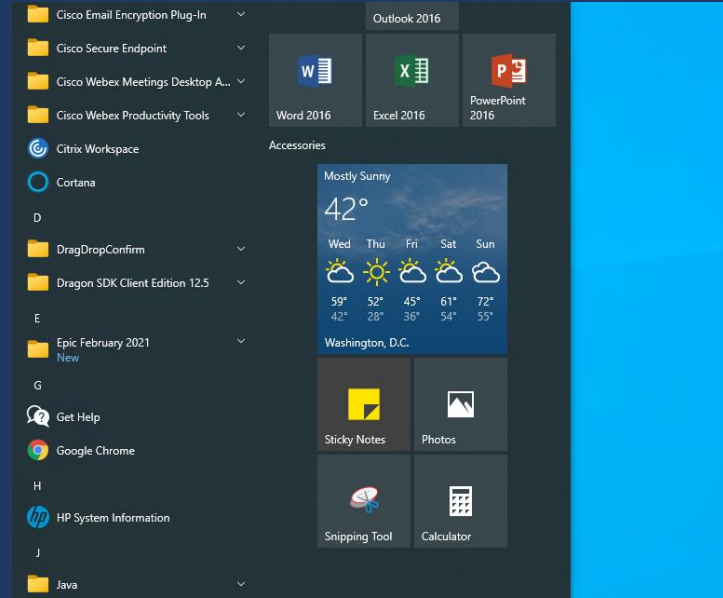 Cisco Email Encryption Plug-In
Cisco Secure Endpoint
Cisco Webex Meetings Desktop A...
Cisco Webex Productivity Tools
Citrix Workspace
Cortana
D
DragDropConfirm
Dragon SDK Client Edition 12.5
E
Epic February 2021
New
G
Get Help
Google Chrome
H
HP System Information
J
Java
Outlook 2016
Word 2016
Excel 2016
PowerPoint
2016
Accessories
Mostly Sunny
42°
Wed Thu Fri Sat Sun
59° 52° 45° 61° 72°
42° 28° 36° 54° 55°
Washington, D.C.
Sticky Notes
Photos
Snipping Tool
Calculator